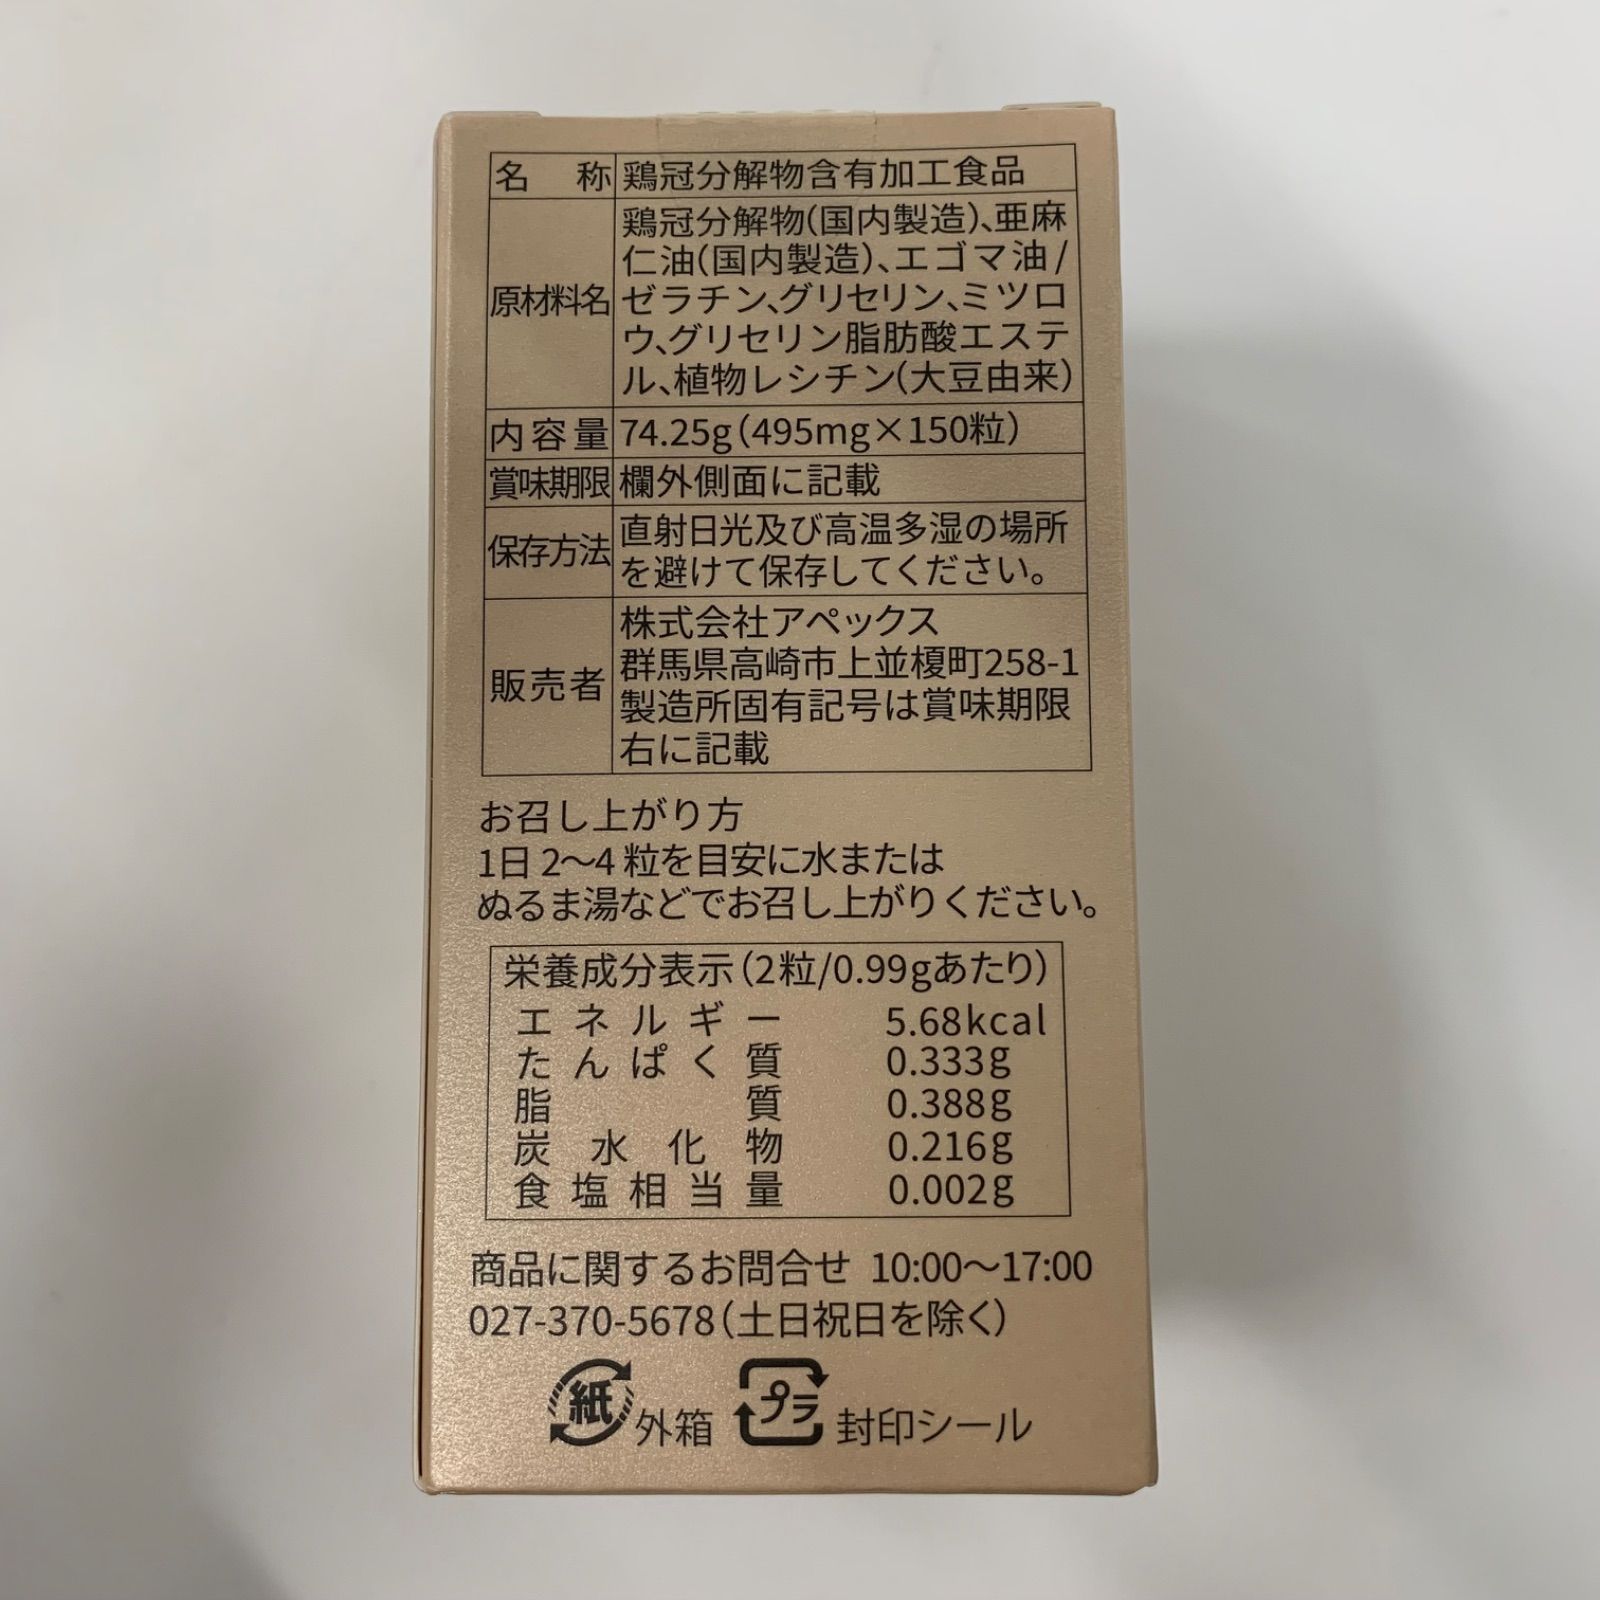 名称 鶏冠分解物含有加工食品
原材料名 鶏冠分解物(国内製造)、亜麻
仁油(国内製造)、エゴマ油/
ゼラチン、グリセリン、ミツロ
ウ、グリセリン脂肪酸エステ
ル、植物レシチン(大豆由来)
内容量 74.25g(495mg×150粒)
賞味期限 欄外側面に記載
保存方法 直射日光及び高温多湿の場所
を避けて保存してください。
販売者 株式会社アペックス
群馬県高崎市上並榎町258-1
製造所固有記号は賞味期限
右に記載
お召し上がり方
1日2〜4粒を目安に水または
ぬるま湯などでお召し上がりください。
栄養成分表示(2粒/0.99gあたり)
エネルギー 5.68kcal
たんぱく質 0.333g
脂質 0.388g
炭水化物 0.216g
食塩相当量 0.002g
商品に関するお問合せ 10:00〜17:00
027-370-5678(土日祝日を除く)
紙 外箱 プラ 封印シール